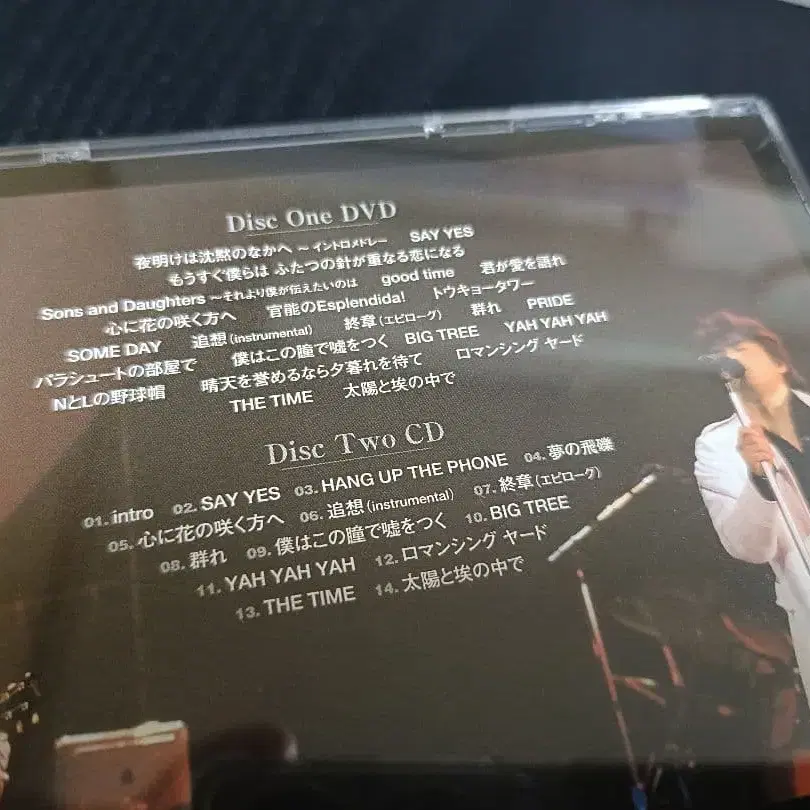 Disc One DVD
夜明けは沈黙のなかへ ～イントロメドレー SAY YES
もうすぐ僕らは ふたつの針が重なる恋になる
Sons and Daughters ～それより僕が伝えたいのは good time 君が愛を語れ
心に花の咲く方へ 官能のEsplendida! トウキョータワー
SOME DAY 追想(instrumental) 終章(エピローグ) 群れ PRIDE
パラシュートの部屋で 僕はこの瞳で嘘をつく BIG TREE YAH YAH YAH
NとLの野球帽 晴天を誉めるなら夕暮れを待て ロマンシング ヤード
THE TIME 太陽と埃の中で
Disc Two CD
01. intro 02. SAY YES 03. HANG UP THE PHONE 04. 夢の飛礫
05. 心に花の咲く方へ 06. 追想(instrumental) 07. 終章(エピローグ)
08. 群れ 09. 僕はこの瞳で嘘をつく 10. BIG TREE
11. YAH YAH YAH 12. ロマンシング ヤード
13. THE TIME 14. 太陽と埃の中で